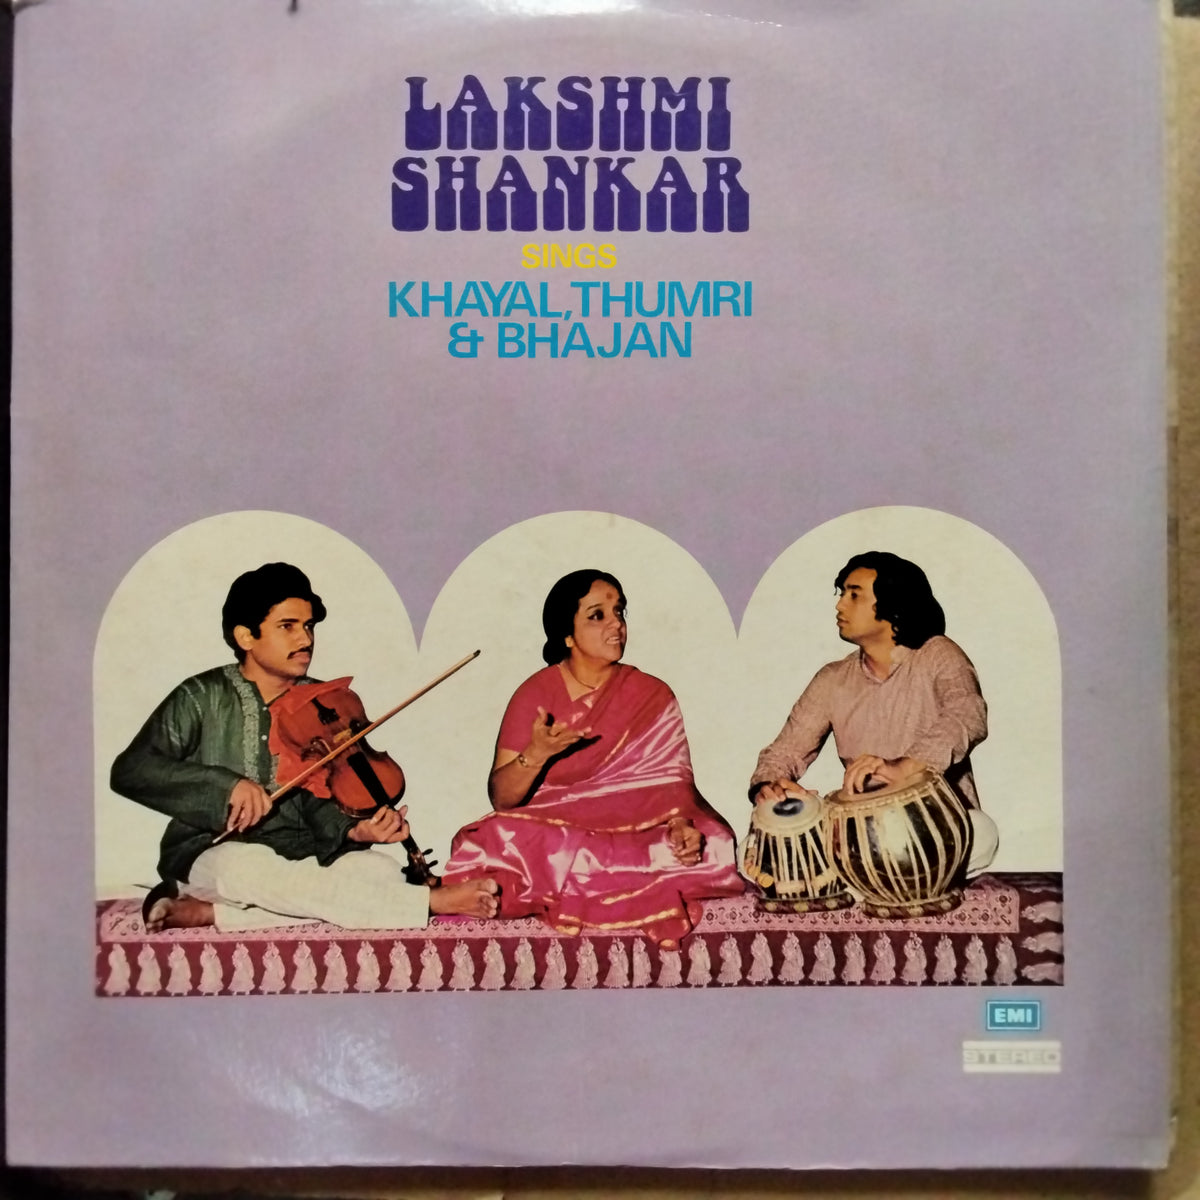 LAKSHMI
SHANKAR
SINGS
KHAYAL, THUMRI
& BHAJAN
EMI
STEREO